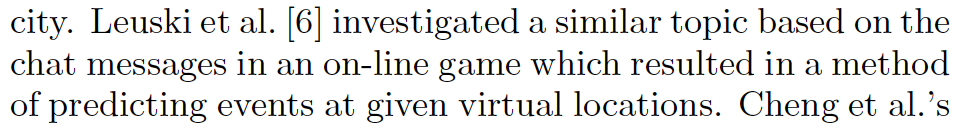 city. Leuski et al. [6] investigated a similar topic based on the
chat messages in an on-line game which resulted in a method
of predicting events at given virtual locations. Cheng et al.'s